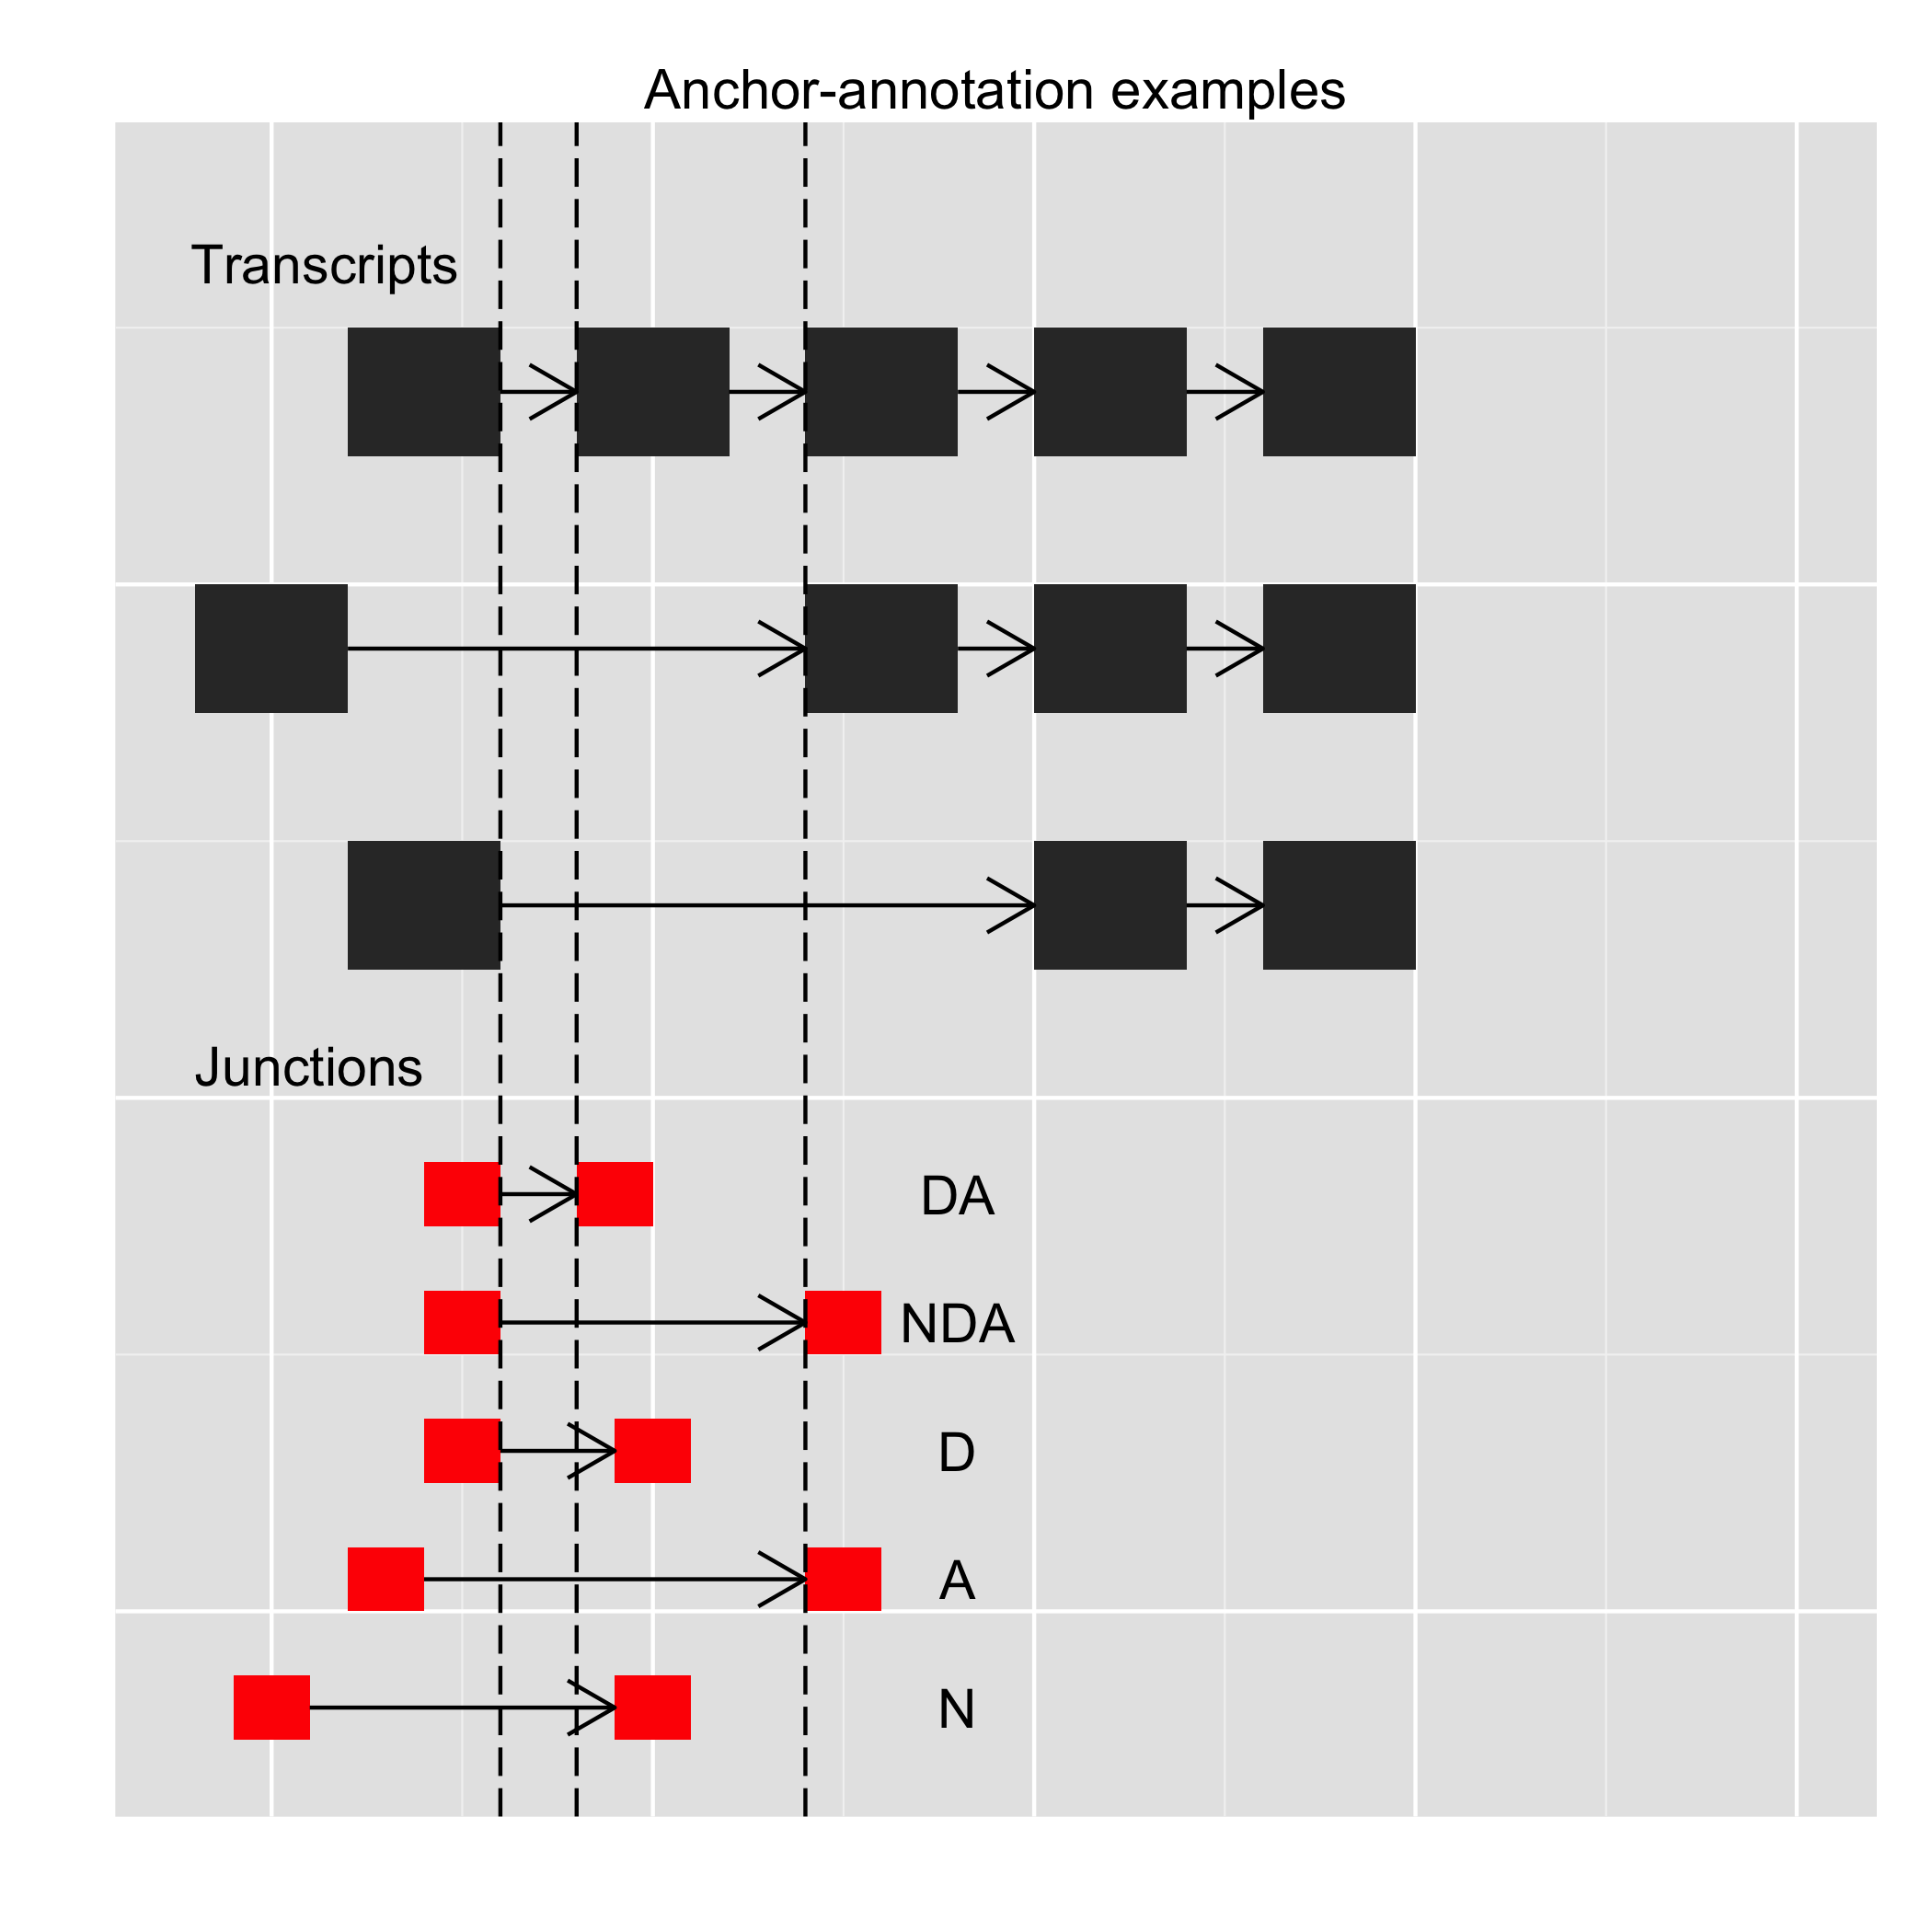 Anchor-annotation examples
Transcripts
Junctions
DA
NDA
D
A
N